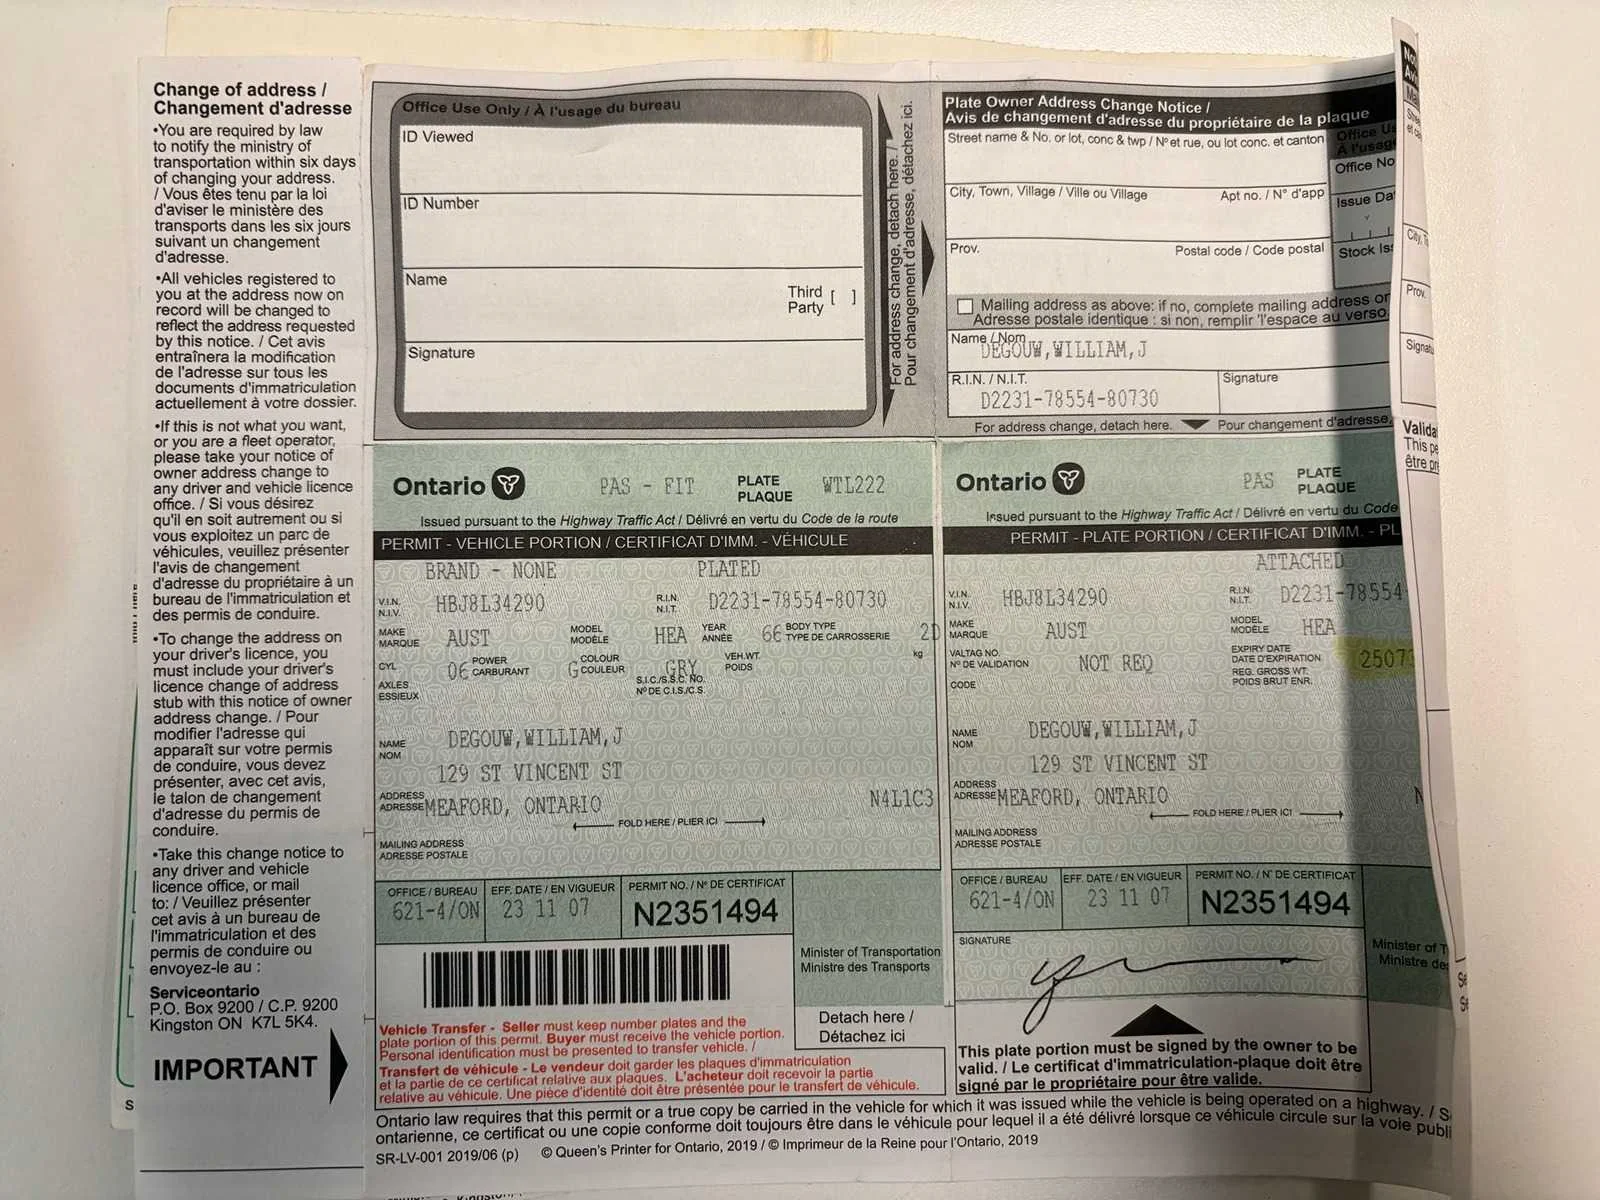 Change of address /
Changement d'adresse
•You are required by law
to notify the ministry of
transportation within six days
of changing your address.
/ Vous êtes tenu par la loi
d'aviser le ministère des
transports dans les six jours
suivant un changement
d'adresse.
•All vehicles registered to
you at the address now on
record will be changed to
reflect the address requested
by this notice. / Cet avis
entraînera la modification
de l'adresse sur tous les
documents d'immatriculation
actuellement à votre dossier.
•If this is not what you want,
or you are a fleet operator,
please take your notice of
owner address change to
any driver and vehicle licence
office. / Si vous désirez
qu'il en soit autrement ou si
vous exploitez un parc de
véhicules, veuillez présenter
l'avis de changement
d'adresse du propriétaire à un
bureau de l'immatriculation et
des permis de conduire.
•To change the address on
your driver's licence, you
must include your driver's
licence change of address
stub with this notice of owner
address change. / Pour
modifier l'adresse qui
apparaît sur votre permis
de conduire, vous devez
présenter, avec cet avis,
le talon de changement
d'adresse du permis de
conduire.
•Take this change notice to
any driver and vehicle
licence office, or mail
to: / Veuillez présenter
cet avis à un bureau de
l'immatriculation et des
permis de conduire ou
envoyez-le au :
Serviceontario
P.O. Box 9200 / C.P. 9200
Kingston ON K7L 5K4.
IMPORTANT
Office Use Only / À l'usage du bureau
ID Viewed
ID Number
Name
Third
Party [ ]
Signature
For address change, detach here. /
Pour changement d'adresse, détachez ici.
Plate Owner Address Change Notice /
Avis de changement d'adresse du propriétaire de la plaque
Street name & No. or lot, conc & twp / Nº et rue, ou lot conc. et canton
Office Us
À l'usag
Office No
City, Town, Village / Ville ou Village Apt no. / N° d'app
Issue Da
Prov. Postal code / Code postal
Stock Iss
Mailing address as above: if no, complete mailing address or
Adresse postale identique : si non, remplir 'l'espace au verso.
Name / Nom
DEGOUW,WILLIAM,J
R.I.N. / N.I.T. Signature
D2231-78554-80730
For address change, detach here. Pour changement d'adresse,
City, T
Prov.
Signatu
Valida
This pe
être pr
Ontario PAS - FIT PLATE
PLAQUE WTL222
Issued pursuant to the Highway Traffic Act / Délivré en vertu du Code de la route
PERMIT - VEHICLE PORTION / CERTIFICAT D'IMM. - VÉHICULE
BRAND - NONE PLATED
V.I.N.
N.I.V. HBJ8L34290 R.I.N.
N.I.T. D2231-78554-80730
MAKE
MARQUE AUST MODEL
MODÈLE HEA YEAR
ANNÉE 66 BODY TYPE
TYPE DE CARROSSERIE 2D
CYL 06 POWER
CARBURANT G COLOUR
COULEUR GRY VEH.WT.
POIDS kg
AXLES
ESSIEUX S.I.C./S.S.C. NO.
Nº DE C.I.S./C.S.
NAME
NOM DEGOUW,WILLIAM,J
129 ST VINCENT ST
ADDRESS
ADRESSE MEAFORD, ONTARIO N4L1C3
FOLD HERE / PLIER ICI
MAILING ADDRESS
ADRESSE POSTALE
OFFICE / BUREAU EFF. DATE / EN VIGUEUR PERMIT NO. / Nº DE CERTIFICAT
621-4/ON 23 11 07 N2351494
Minister of Transportation
Ministre des Transports
Detach here /
Détachez ici
Vehicle Transfer - Seller must keep number plates and the
plate portion of this permit. Buyer must receive the vehicle portion.
Personal identification must be presented to transfer vehicle. /
Transfert de véhicule - Le vendeur doit garder les plaques d'immatriculation
et la partie de ce certificat relative aux plaques. L'acheteur doit recevoir la partie
relative au véhicule. Une pièce d'identité doit être présentée pour le transfert de véhicule.
Ontario PAS PLATE
PLAQUE
Issued pursuant to the Highway Traffic Act / Délivré en vertu du Code
PERMIT - PLATE PORTION / CERTIFICAT D'IMM. - PL
ATTACHED
V.I.N.
N.I.V. HBJ8L34290 R.I.N.
N.I.T. D2231-78554
MAKE
MARQUE AUST MODEL
MODÈLE HEA
VALTAG NO.
Nº DE VALIDATION NOT REQ EXPIRY DATE
DATE D'EXPIRATION 25073
REG. GROSS WT.
POIDS BRUT ENR.
CODE
NAME
NOM DEGOUW,WILLIAM,J
129 ST VINCENT ST
ADDRESS
ADRESSE MEAFORD, ONTARIO N
FOLD HERE / PLIER ICI
MAILING ADDRESS
ADRESSE POSTALE
OFFICE / BUREAU EFF. DATE / EN VIGUEUR PERMIT NO. / Nº DE CERTIFICAT
621-4/ON 23 11 07 N2351494
SIGNATURE
Minister of T
Ministre des
This plate portion must be signed by the owner to be
valid. / Le certificat d'immatriculation-plaque doit être
signé par le propriétaire pour être valide.
Ontario law requires that this permit or a true copy be carried in the vehicle for which it was issued while the vehicle is being operated on a highway. / S
ontarienne, ce certificat ou une copie conforme doit toujours être dans le véhicule pour lequel il a été délivré lorsque ce véhicule circule sur la voie publi
SR-LV-001 2019/06 (p) © Queen's Printer for Ontario, 2019 / © Imprimeur de la Reine pour l'Ontario, 2019